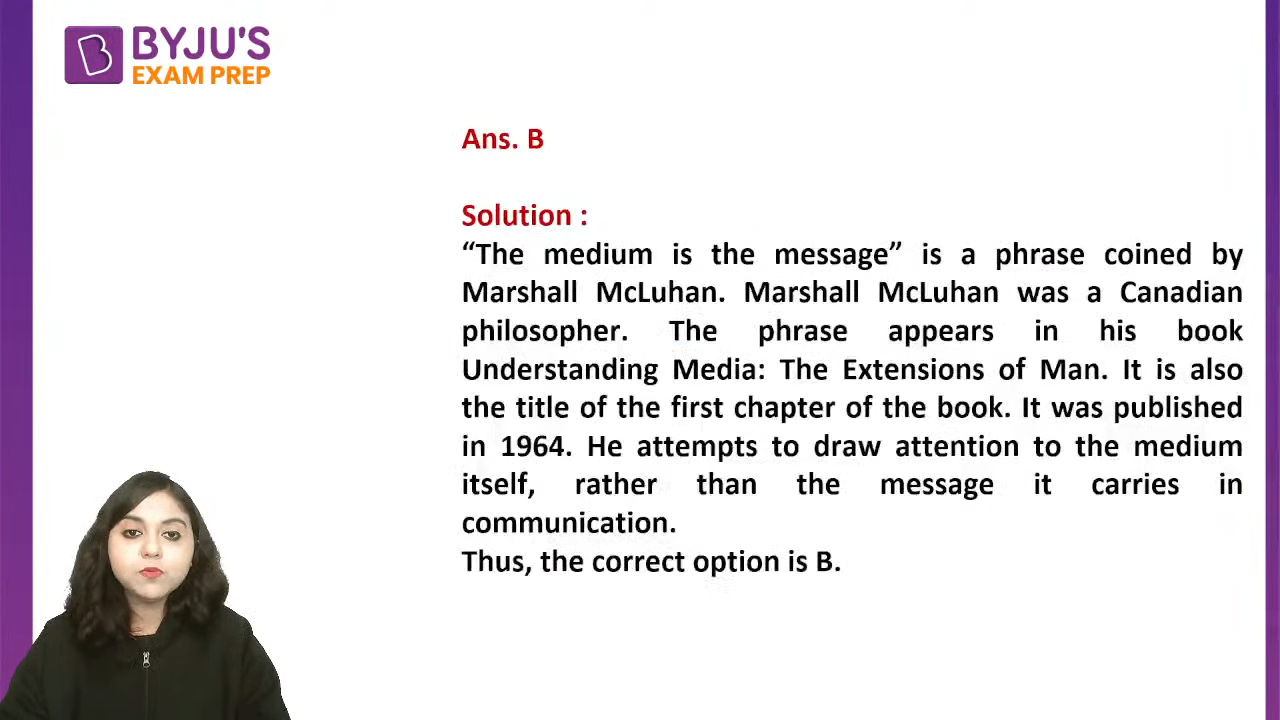 BYJU'S
EXAM PREP
Ans. B
Solution :
“The medium is the message” is a phrase coined by
Marshall McLuhan. Marshall McLuhan was a Canadian
philosopher. The phrase appears in his book
Understanding Media: The Extensions of Man. It is also
the title of the first chapter of the book. It was published
in 1964. He attempts to draw attention to the medium
itself, rather than the message it carries in
communication.
Thus, the correct option is B.